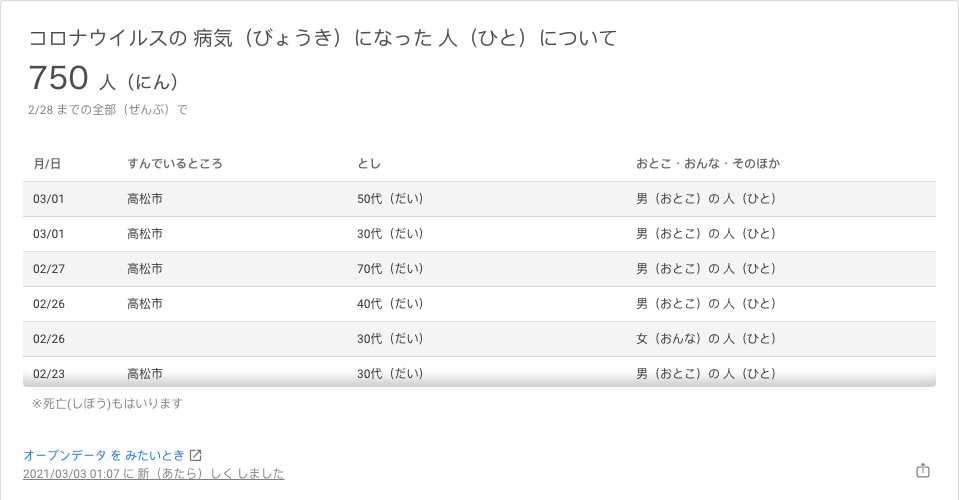 コロナウイルスの 病気（びょうき）になった 人（ひと）について
750 人（にん）
2/28 までの全部（ぜんぶ）で
月/日 すんでいるところ とし おとこ・おんな・そのほか
03/01 高松市 50代（だい） 男（おとこ）の 人（ひと）
03/01 高松市 30代（だい） 男（おとこ）の 人（ひと）
02/27 高松市 70代（だい） 男（おとこ）の 人（ひと）
02/26 高松市 40代（だい） 男（おとこ）の 人（ひと）
02/26 30代（だい） 女（おんな）の 人（ひと）
02/23 高松市 30代（だい） 男（おとこ）の 人（ひと）
※死亡(しぼう)もはいります
オープンデータ を みたいとき
2021/03/03 01:07 に 新（あたら）しく しました